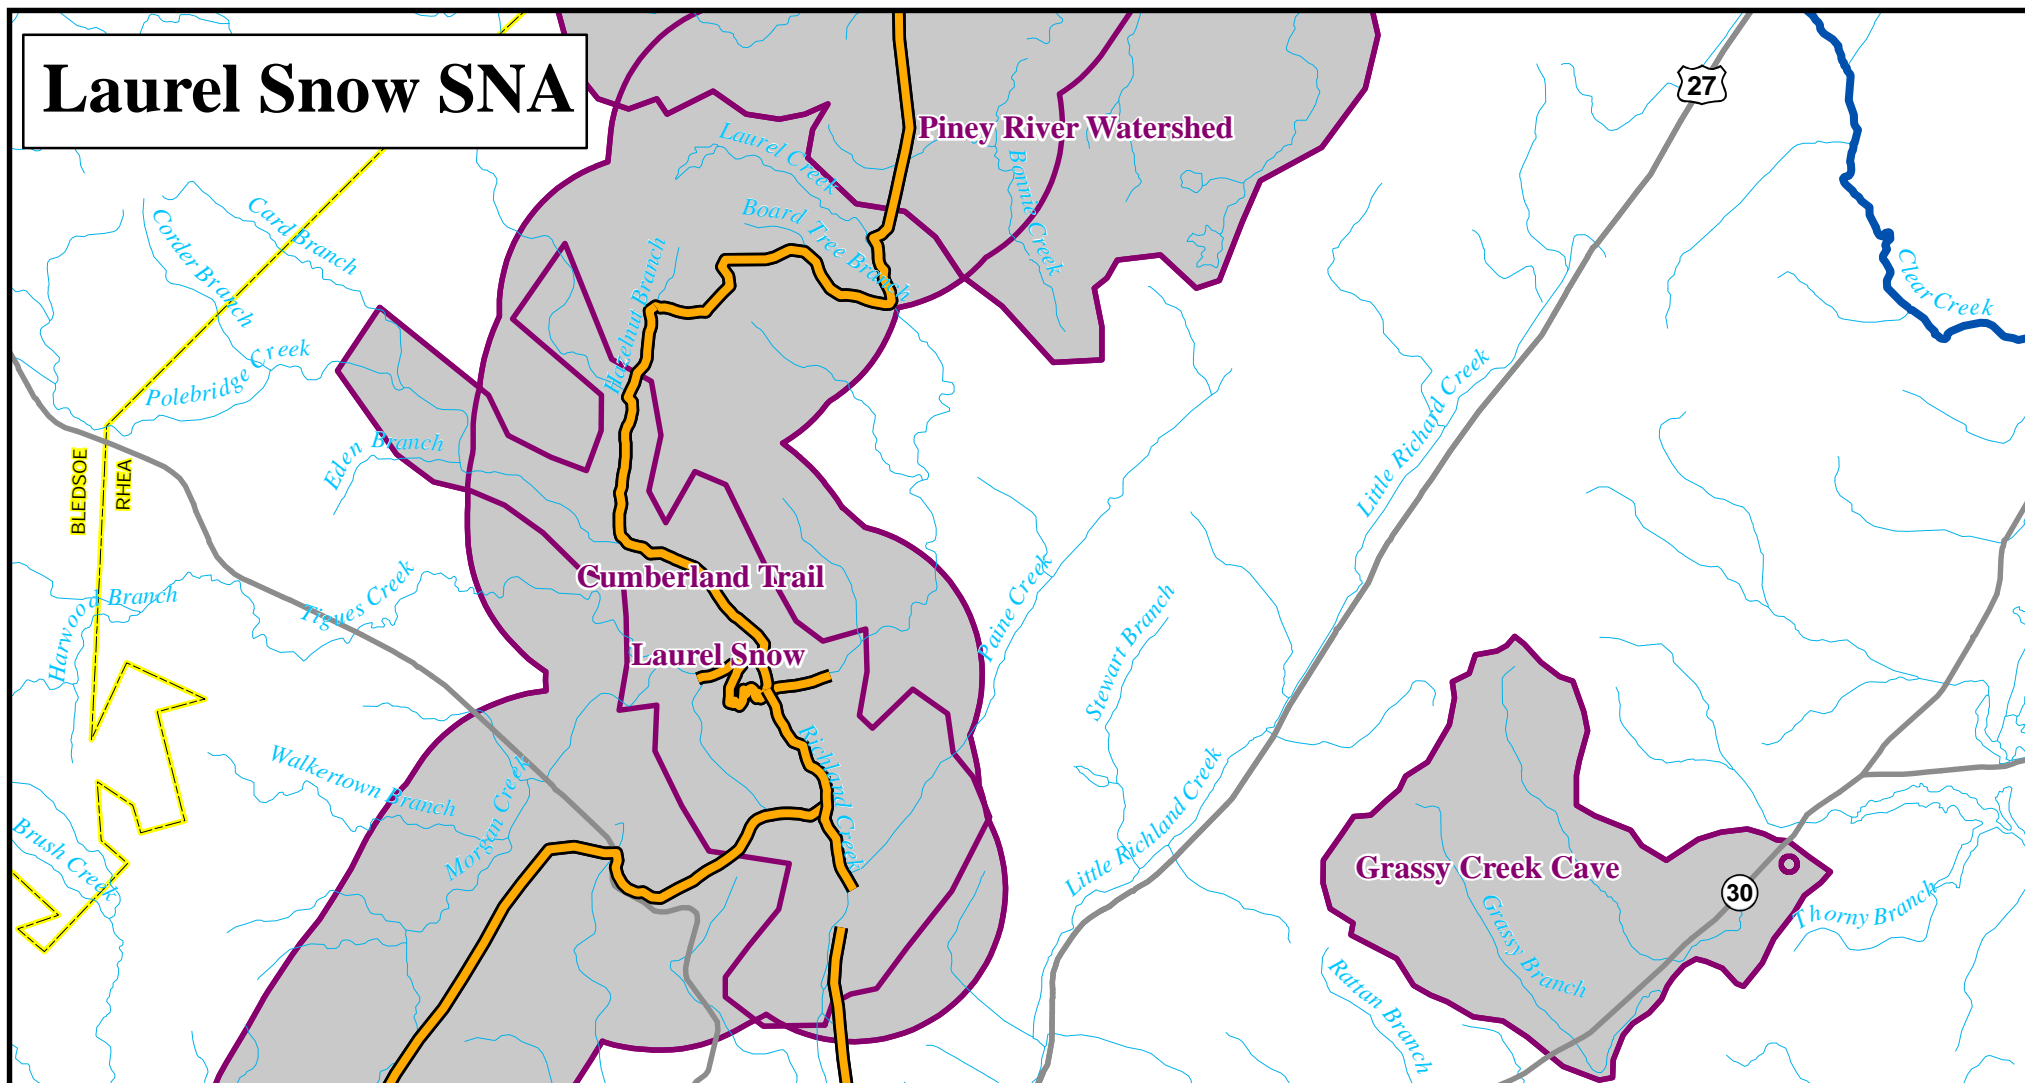 Laurel Snow SNA
27
Piney River Watershed
Laurel Creek
Bonnie Creek
Board Tree Branch
Card Branch
Corder Branch
Hazelnut Branch
Clear Creek
Polebridge Creek
Little Richard Creek
Eden Branch
BLEDSOE
RHEA
Cumberland Trail
Harwood Branch
Tigues Creek
Paine Creek
Stewart Branch
Laurel Snow
Richland Creek
Walkertown Branch
Morgan Creek
Little Richland Creek
Brush Creek
Grassy Creek Cave
30
Thorny Branch
Grassy Branch
Rattan Branch